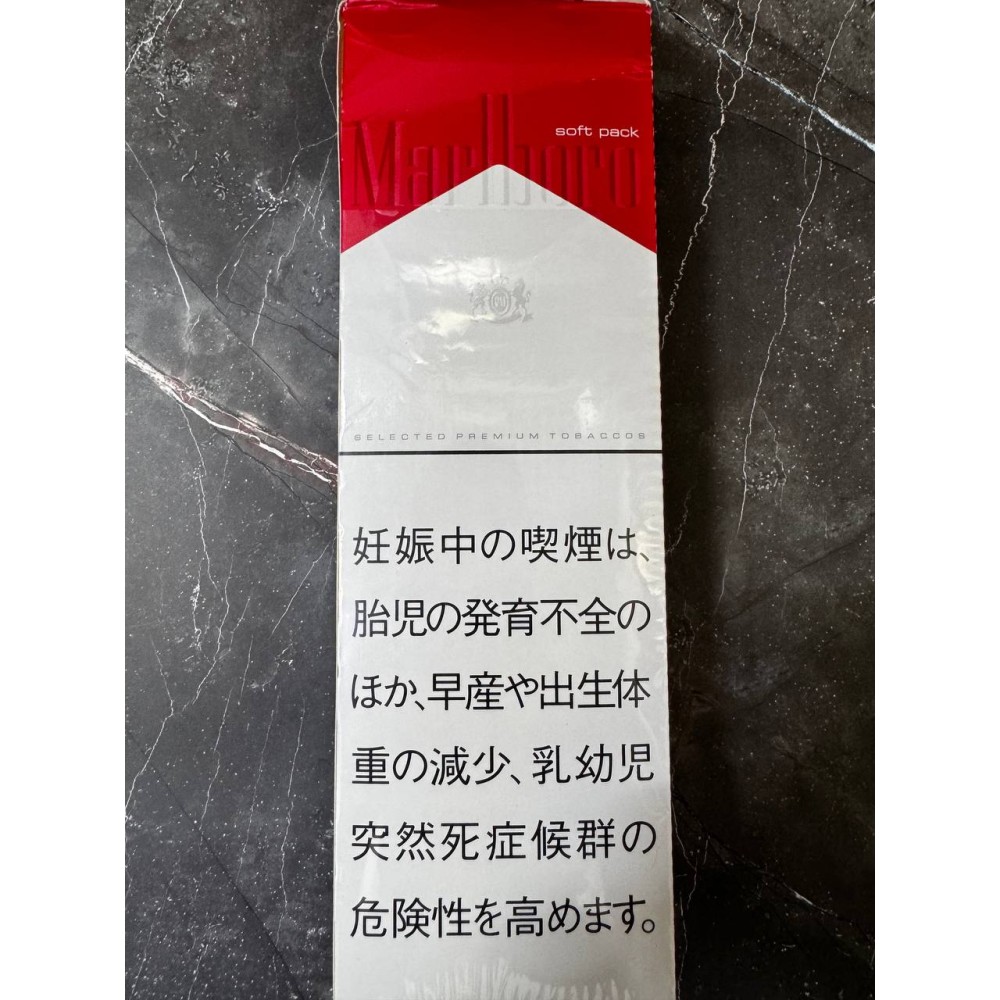 soft pack
Marlboro
SELECTED PREMIUM TOBACCOS
妊娠中の喫煙は、
胎児の発育不全の
ほか、早産や出生体
重の減少、乳幼児
突然死症候群の
危険性を高めます。